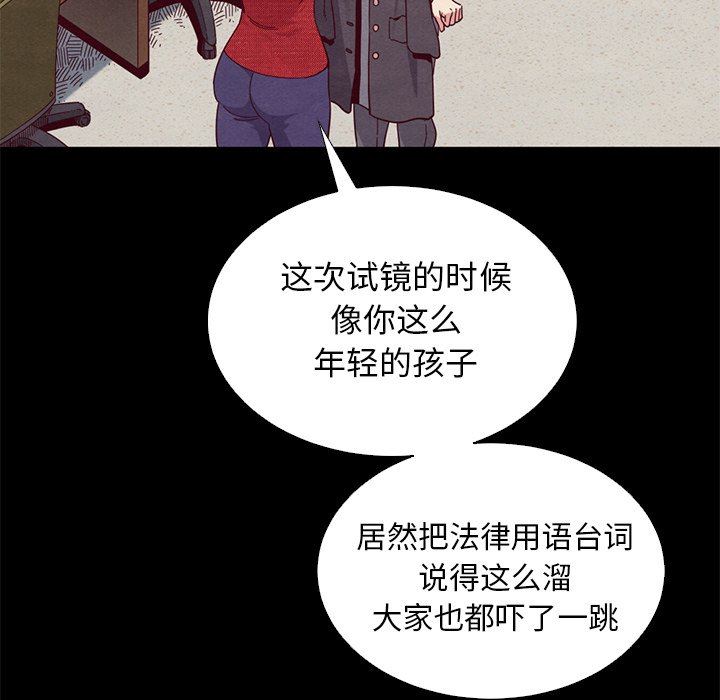 这次试镜的时候
像你这么
年轻的孩子
居然把法律用语台词
说得这么溜
大家也都吓了一跳